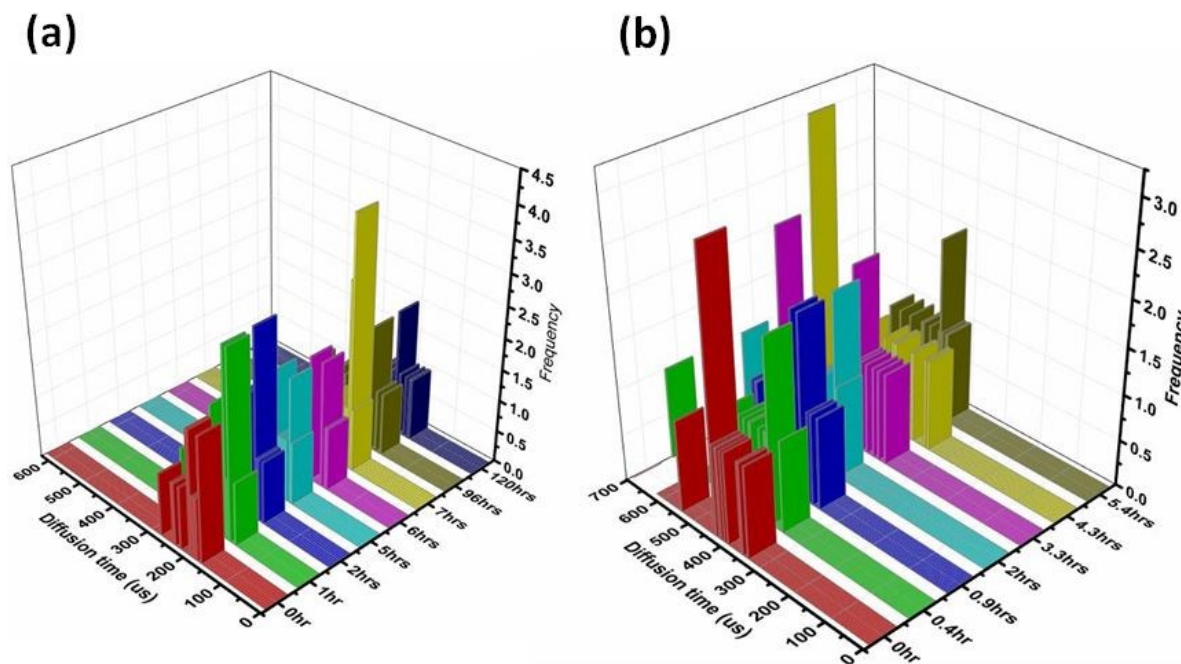 (a)
4.5
4.0
3.5
3.0
2.5
2.0
1.5
1.0
0.5
0.0
Frequency
600
500
400
300
200
100
0
Diffusion time (us)
0hr
1hr
2hrs
5hrs
6hrs
7hrs
96hrs
120hrs
(b)
3.0
2.5
2.0
1.5
1.0
0.5
0.0
Frequency
700
600
500
400
300
200
100
0
Diffusion time (us)
0hr
0.4hr
0.9hrs
2hrs
3.3hrs
4.3hrs
5.4hrs